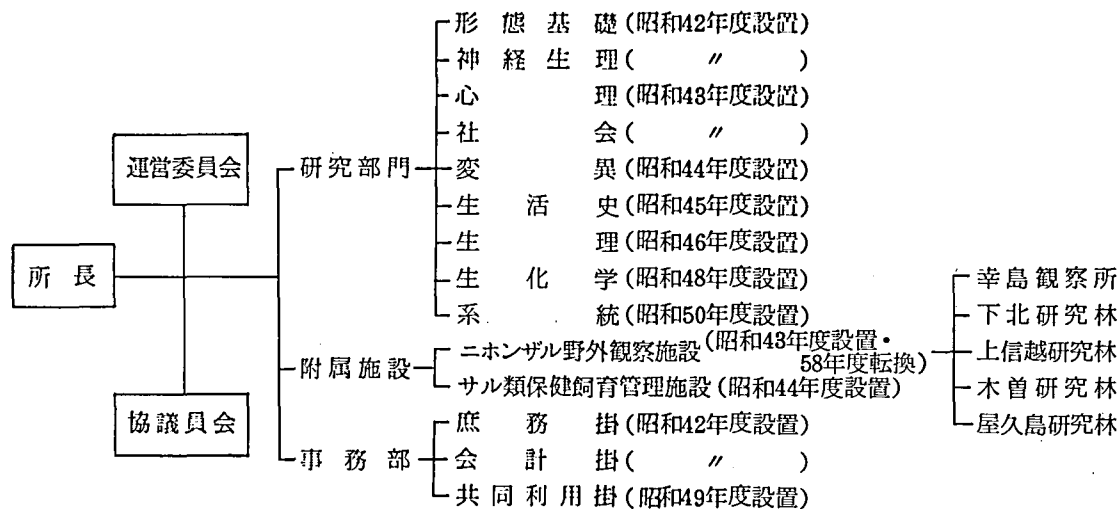 所長
運営委員会
協議員会
研究部門
形態基礎(昭和42年度設置)
神経生理(〃)
心理(昭和43年度設置)
社会(〃)
変異(昭和44年度設置)
生活史(昭和45年度設置)
生理(昭和46年度設置)
生化学(昭和48年度設置)
系統(昭和50年度設置)
附属施設
ニホンザル野外観察施設(昭和43年度設置・
58年度転換)
サル類保健飼育管理施設(昭和44年度設置)
幸島観察所
下北研究林
上信越研究林
木曽研究林
屋久島研究林
事務部
庶務掛(昭和42年度設置)
会計掛(〃)
共同利用掛(昭和49年度設置)